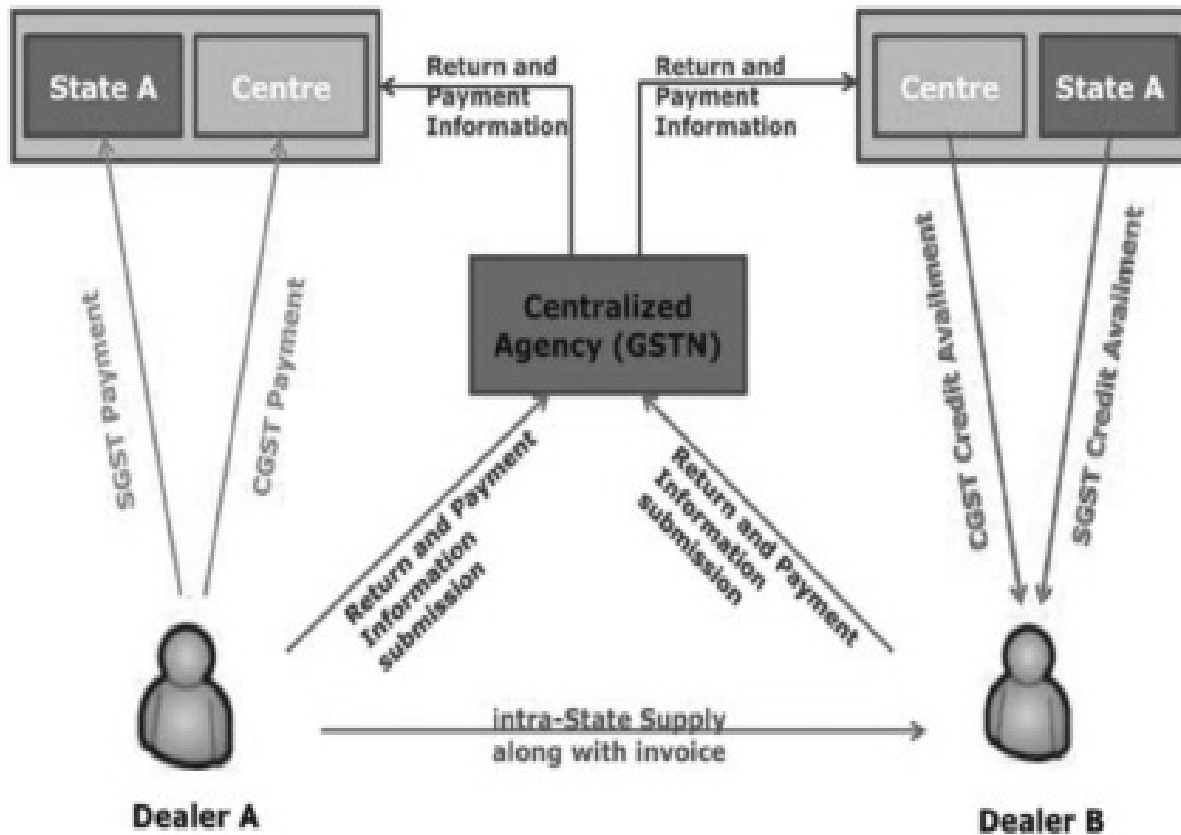 State A
Centre
Return and
Payment
Information
Return and
Payment
Information
Centre
State A
Centralized
Agency (GSTN)
SGST Payment
CGST Payment
Return and Payment
Information
submission
Return and Payment
Information
submission
CGST Credit Availment
SGST Credit Availment
intra-State Supply
along with invoice
Dealer A
Dealer B